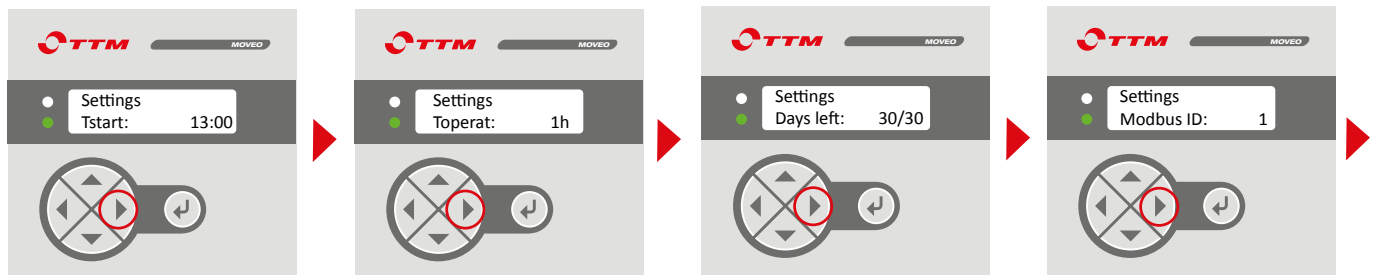 TTM MOVEO
Settings
Tstart: 13:00
TTM MOVEO
Settings
Toperat: 1h
TTM MOVEO
Settings
Days left: 30/30
TTM MOVEO
Settings
Modbus ID: 1